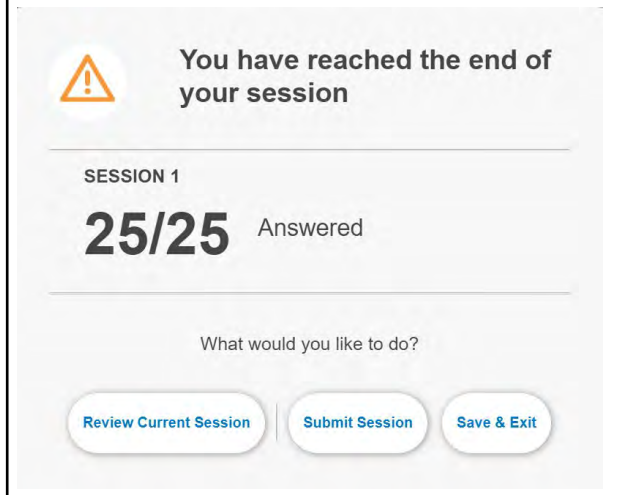 You have reached the end of
your session
SESSION 1
25/25 Answered
What would you like to do?
Review Current Session Submit Session Save & Exit